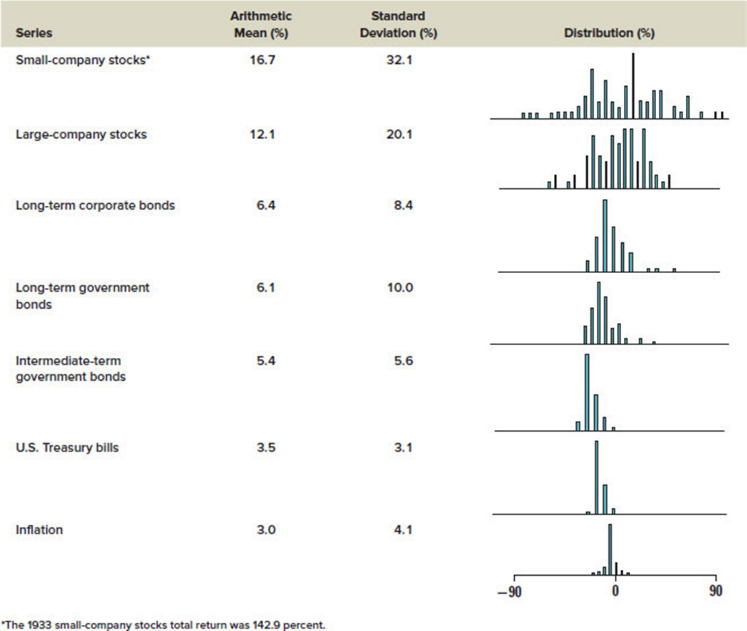 Series Arithmetic Mean (%) Standard Deviation (%) Distribution (%)
Small-company stocks* 16.7 32.1
Large-company stocks 12.1 20.1
Long-term corporate bonds 6.4 8.4
Long-term government bonds 6.1 10.0
Intermediate-term government bonds 5.4 5.6
U.S. Treasury bills 3.5 3.1
Inflation 3.0 4.1
−90 0 90
*The 1933 small-company stocks total return was 142.9 percent.